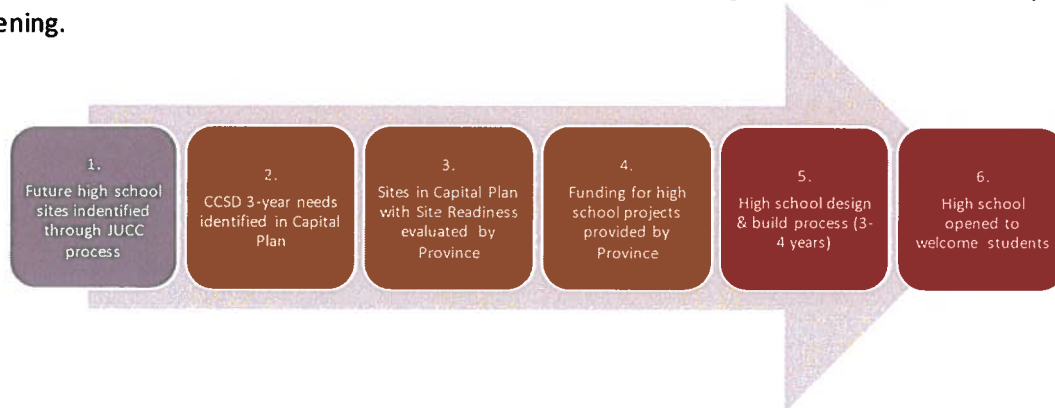 ening.
1.
Future high school
sites indentified
through JUCC
process
2.
CCSD 3-year needs
identified in Capital
Plan
3.
Sites in Capital Plan
with Site Readiness
evaluated by
Province
4.
Funding for high
school projects
provided by
Province
5.
High school design
& build process (3-
4 years)
6.
High school
opened to
welcome students